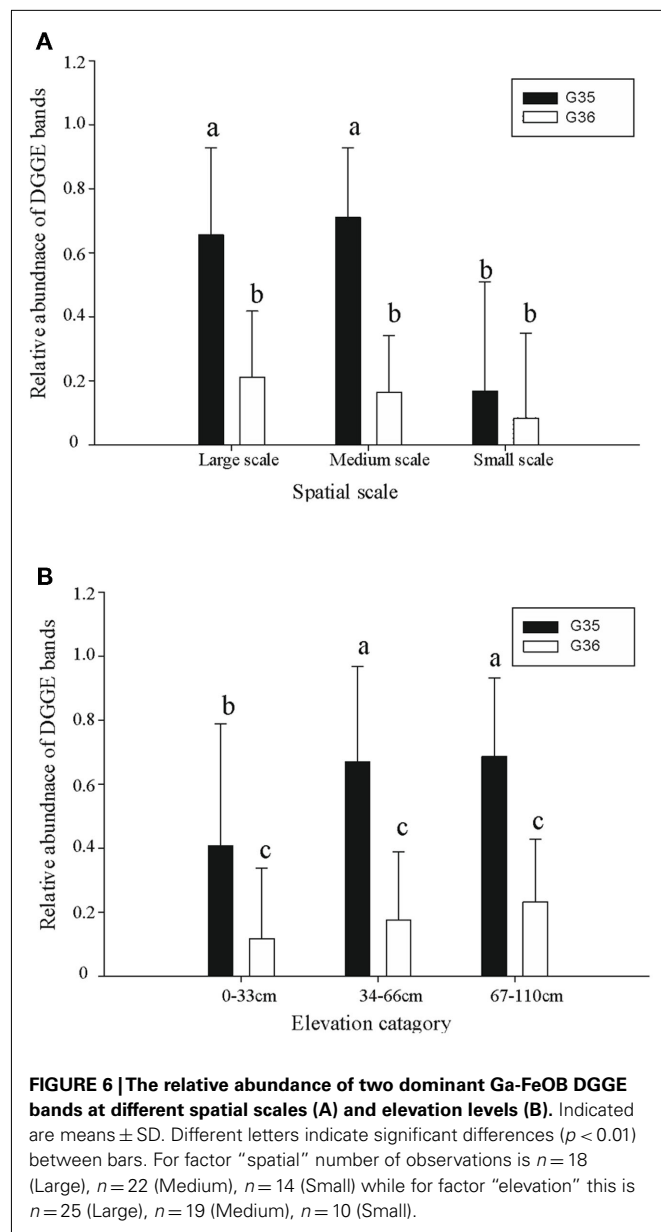 A
1.2
1.0
0.8
0.6
0.4
0.2
0
Relative abundnace of DGGE bands
G35
G36
a
b
a
b
b
b
Large scale
Medium scale
Small scale
Spatial scale
B
1.2
1.0
0.8
0.6
0.4
0.2
0
Relative abundnace of DGGE bands
G35
G36
b
c
a
c
a
c
0-33cm
34-66cm
67-110cm
Elevation catagory
FIGURE 6 | The relative abundance of two dominant Ga-FeOB DGGE
bands at different spatial scales (A) and elevation levels (B). Indicated
are means ± SD. Different letters indicate significant differences (p < 0.01)
between bars. For factor “spatial” number of observations is n = 18
(Large), n = 22 (Medium), n = 14 (Small) while for factor “elevation” this is
n = 25 (Large), n = 19 (Medium), n = 10 (Small).